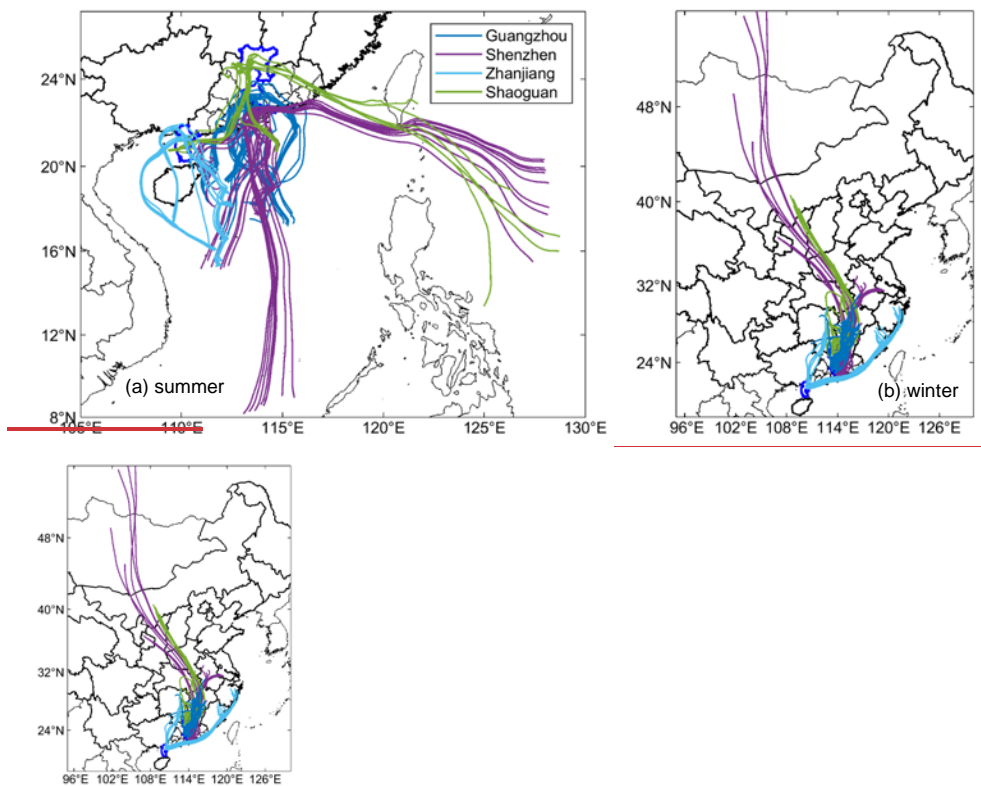 Guangzhou
Shenzhen
Zhanjiang
Shaoguan
24°N
20°N
16°N
12°N
8°N
(a) summer
105°E 110°E 115°E 120°E 125°E 130°E
48°N
40°N
32°N
24°N
(b) winter
96°E 102°E 108°E 114°E 120°E 126°E
48°N
40°N
32°N
24°N
96°E 102°E 108°E 114°E 120°E 126°E